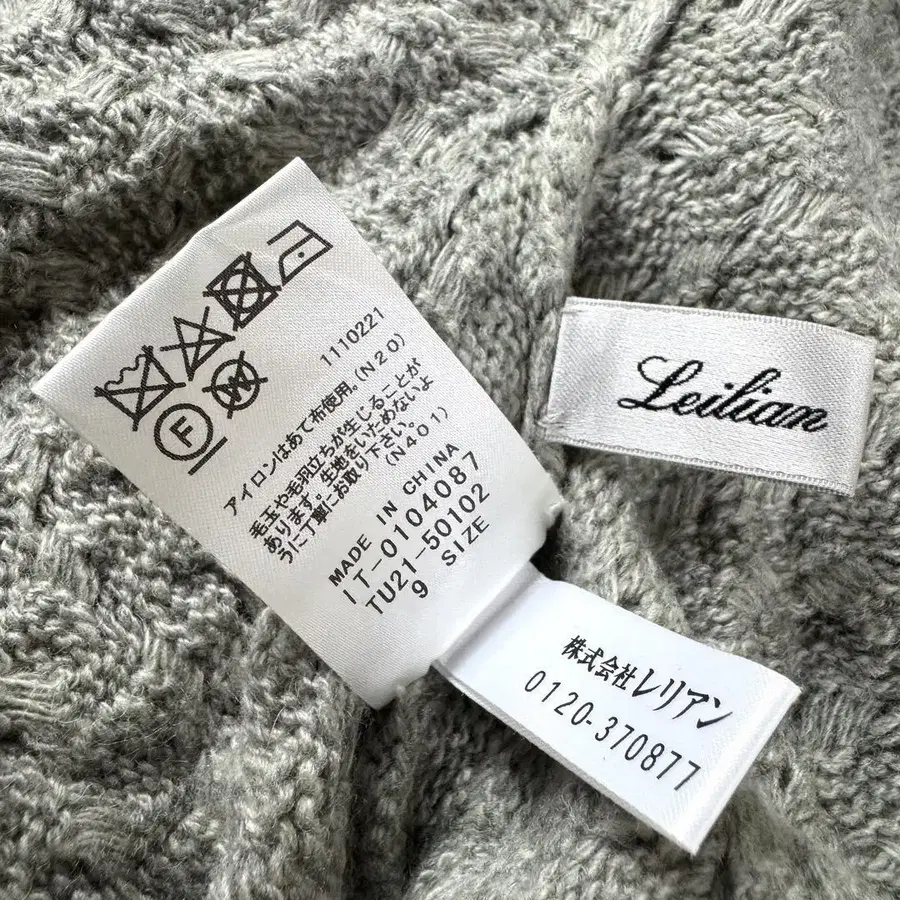 1110221
アイロンはあて布使用。(N20)
毛玉や毛羽立ちが生じることが
あります。生地をいためないよ
うに丁寧にお取り下さい。
(N401)
MADE IN CHINA
IT-0104087
TU21-50102
9 SIZE
F
W
Leilian
株式会社レリアン
0120-370877